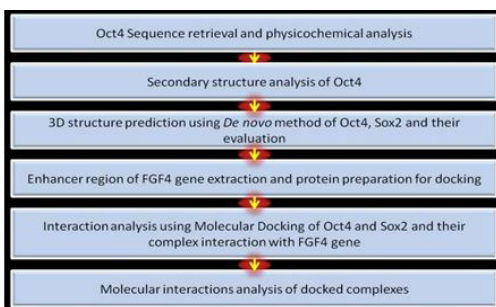 Oct4 Sequence retrieval and physicochemical analysis
Secondary structure analysis of Oct4
3D structure prediction using De novo method of Oct4, Sox2 and their
evaluation
Enhancer region of FGF4 gene extraction and protein preparation for docking
Interaction analysis using Molecular Docking of Oct4 and Sox2 and their
complex interaction with FGF4 gene
Molecular interactions analysis of docked complexes